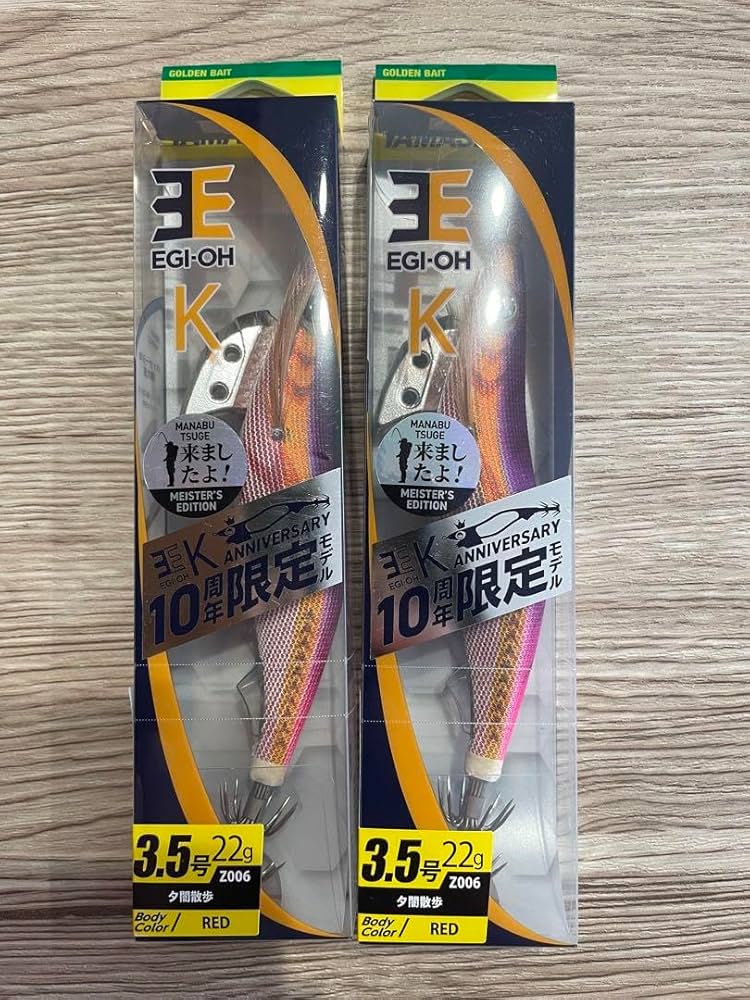 GOLDEN BAIT
EGI-OH
K
MANABU
TSUGE
来まし
たよ!
MEISTER'S
EDITION
EGI-OH K
ANNIVERSARY
10周年限定モデル
3.5号 22g
Z006
夕闇散歩
Body
Color/ RED
GOLDEN BAIT
YAMAS
EGI-OH
K
MANABU
TSUGE
来まし
たよ!
MEISTER'S
EDITION
EGI-OH K
ANNIVERSARY
10周年限定モデル
3.5号 22g
Z006
夕闇散歩
Body
Color/ RED